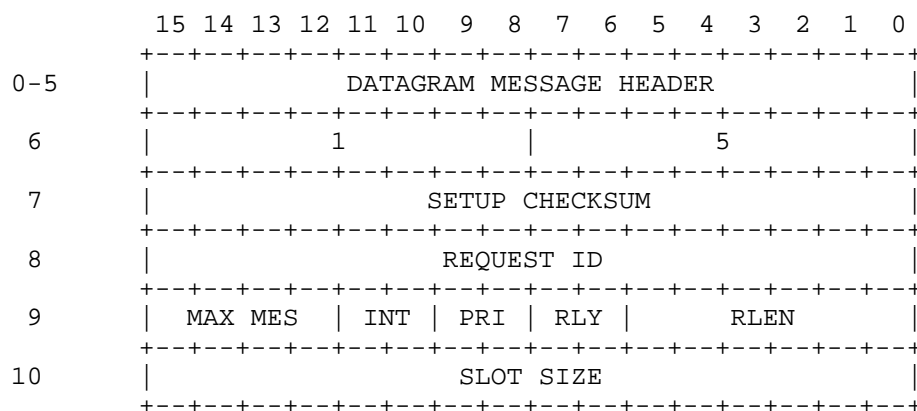 15 14 13 12 11 10 9 8 7 6 5 4 3 2 1 0
+--+--+--+--+--+--+--+--+--+--+--+--+--+--+--+--+
0-5 | DATAGRAM MESSAGE HEADER |
+--+--+--+--+--+--+--+--+--+--+--+--+--+--+--+--+
6 | 1 | 5 |
+--+--+--+--+--+--+--+--+--+--+--+--+--+--+--+--+
7 | SETUP CHECKSUM |
+--+--+--+--+--+--+--+--+--+--+--+--+--+--+--+--+
8 | REQUEST ID |
+--+--+--+--+--+--+--+--+--+--+--+--+--+--+--+--+
9 | MAX MES | INT | PRI | RLY | RLEN |
+--+--+--+--+--+--+--+--+--+--+--+--+--+--+--+--+
10 | SLOT SIZE |
+--+--+--+--+--+--+--+--+--+--+--+--+--+--+--+--+